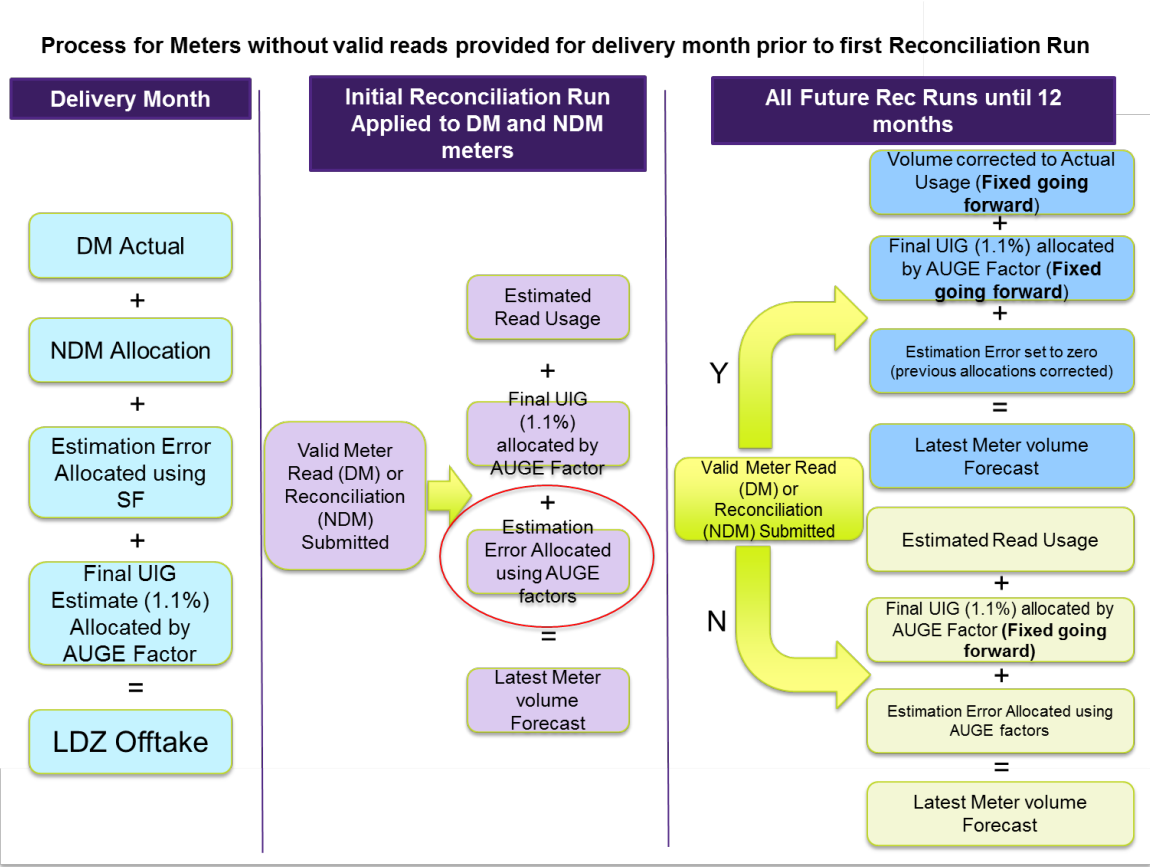 Process for Meters without valid reads provided for delivery month prior to first Reconciliation Run
Delivery Month
DM Actual
+
NDM Allocation
+
Estimation Error
Allocated using
SF
+
Final UIG
Estimate (1.1%)
Allocated by
AUGE Factor
=
LDZ Offtake
Initial Reconciliation Run
Applied to DM and NDM
meters
Valid Meter
Read (DM) or
Reconciliation
(NDM)
Submitted
Estimated
Read Usage
+
Final UIG
(1.1%)
allocated by
AUGE Factor
+
Estimation
Error Allocated
using AUGE
factors
=
Latest Meter
volume
Forecast
All Future Rec Runs until 12
months
Valid Meter Read
(DM) or
Reconciliation
(NDM) Submitted
Y
Volume corrected to Actual
Usage (Fixed going
forward)
+
Final UIG (1.1%) allocated
by AUGE Factor (Fixed
going forward)
+
Estimation Error set to zero
(previous allocations corrected)
=
Latest Meter volume
Forecast
N
Estimated Read Usage
+
Final UIG (1.1%) allocated by
AUGE Factor (Fixed going
forward)
+
Estimation Error Allocated using
AUGE factors
=
Latest Meter volume
Forecast